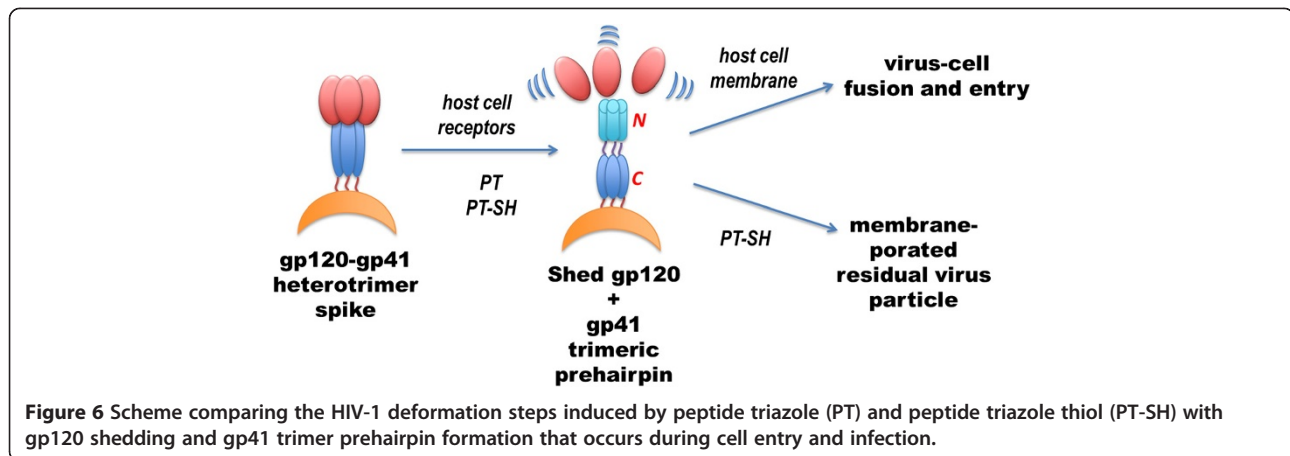 host cell
receptors
PT
PT-SH
gp120-gp41
heterotrimer
spike
N
C
Shed gp120
+
gp41
trimeric
prehairpin
host cell
membrane
virus-cell
fusion and entry
PT-SH
membrane-
porated
residual virus
particle
Figure 6 Scheme comparing the HIV-1 deformation steps induced by peptide triazole (PT) and peptide triazole thiol (PT-SH) with
gp120 shedding and gp41 trimer prehairpin formation that occurs during cell entry and infection.